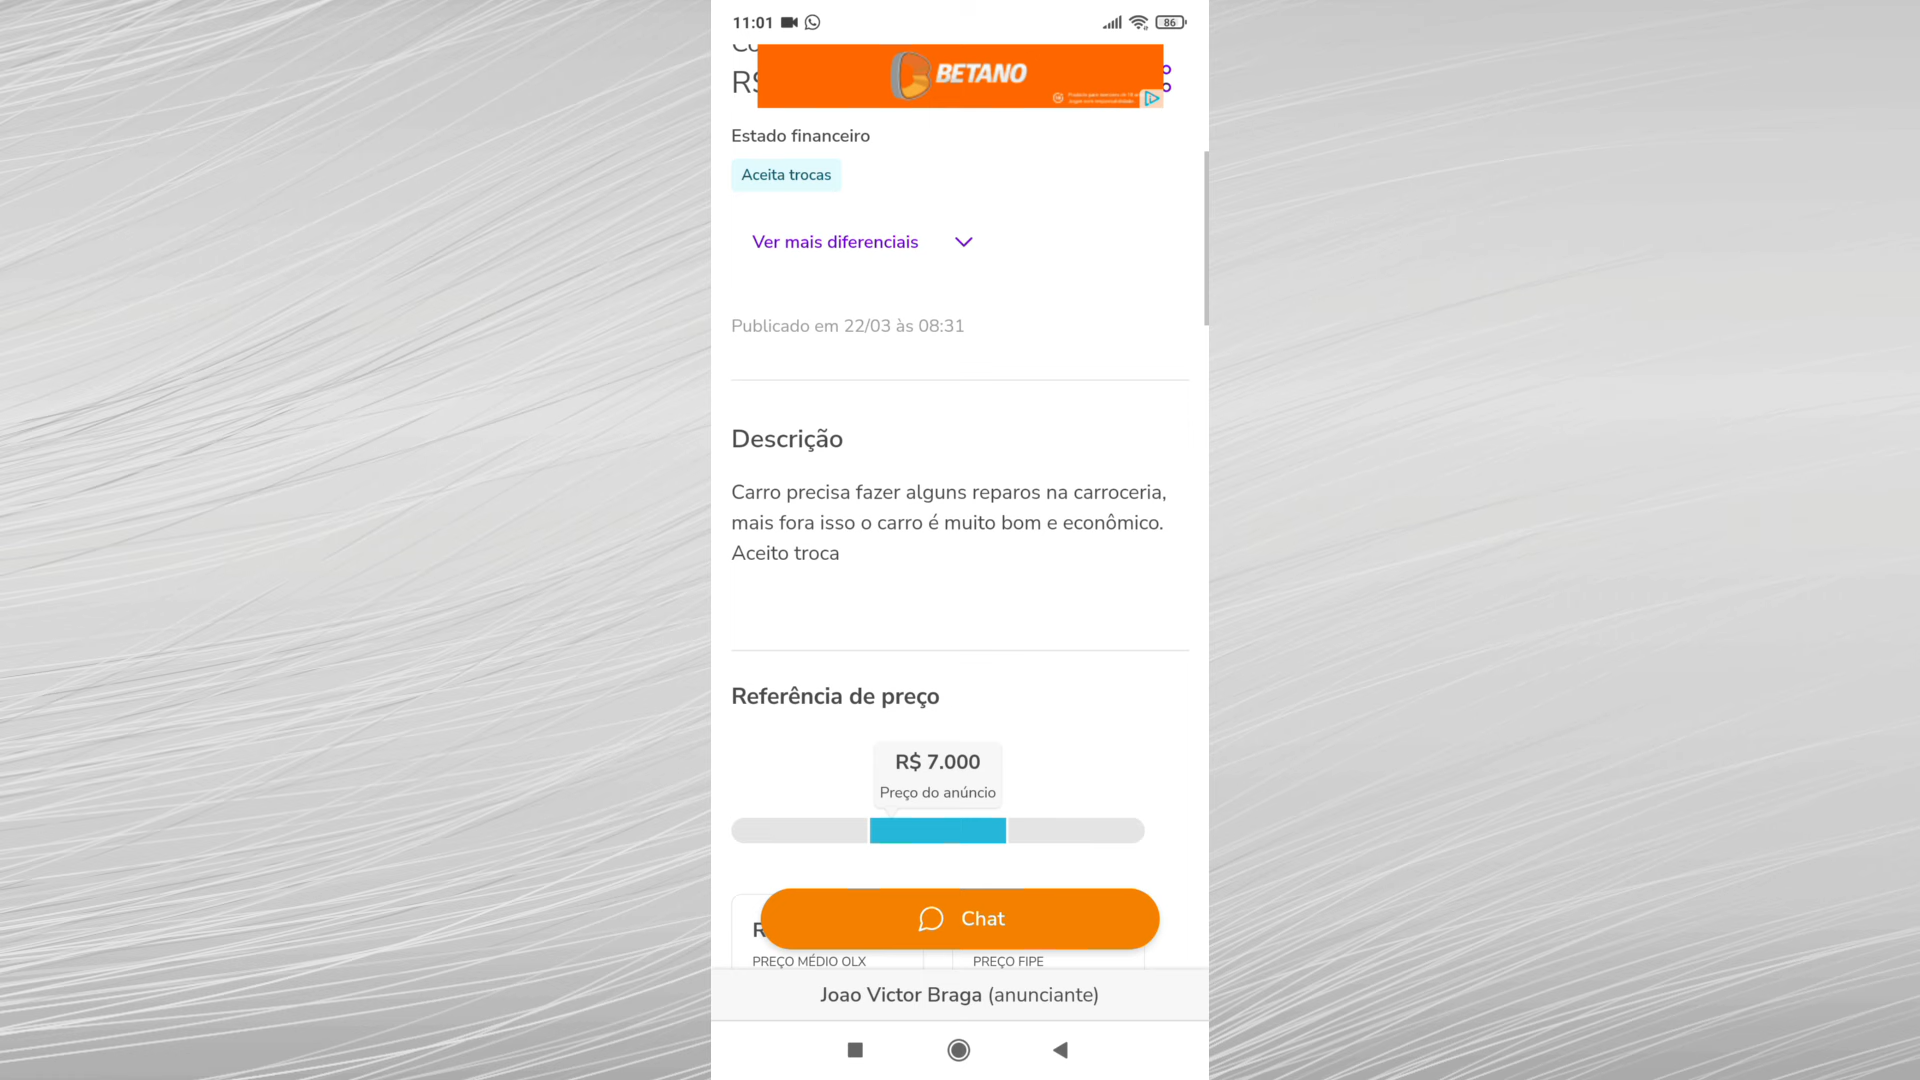 11:01
86
R$
BETANO
Estado financeiro
Aceita trocas
Ver mais diferenciais
Publicado em 22/03 às 08:31
Descrição
Carro precisa fazer alguns reparos na carroceria,
mais fora isso o carro é muito bom e econômico.
Aceito troca
Referência de preço
R$ 7.000
Preço do anúncio
Chat
PREÇO MÉDIO OLX
PREÇO FIPE
Joao Victor Braga (anunciante)